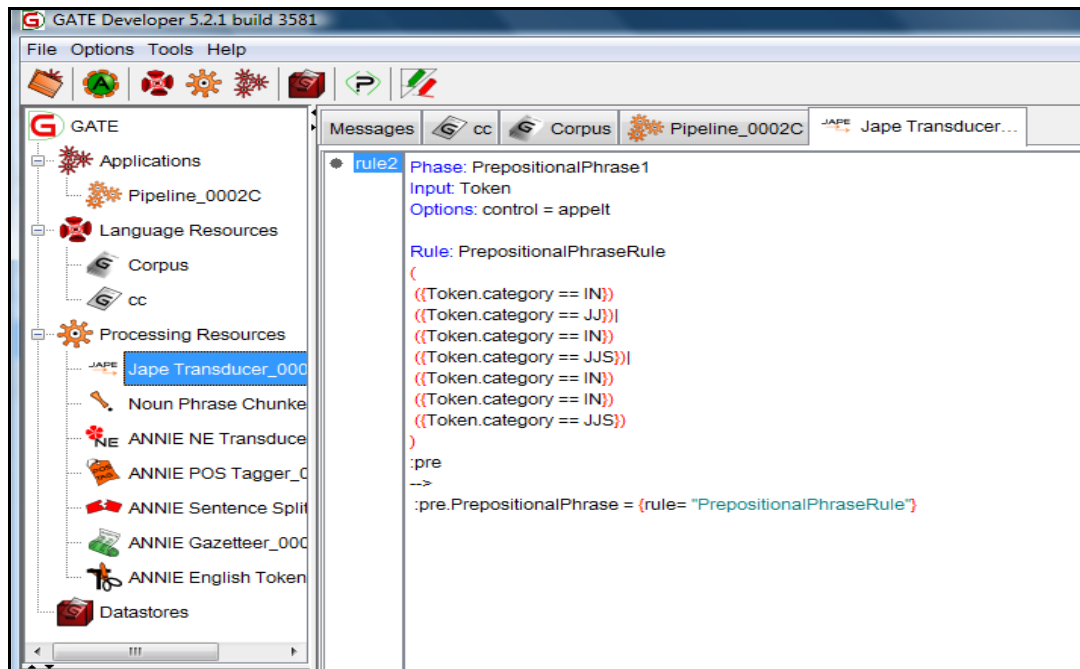 GATE Developer 5.2.1 build 3581
File Options Tools Help
GATE
Applications
Pipeline_0002C
Language Resources
Corpus
cc
Processing Resources
Jape Transducer_000
Noun Phrase Chunke
ANNIE NE Transduce
ANNIE POS Tagger_0
ANNIE Sentence Split
ANNIE Gazetteer_000
ANNIE English Token
Datastores
Messages cc Corpus Pipeline_0002C JAPE Jape Transducer...
rule2
Phase: PrepositionalPhrase1
Input: Token
Options: control = appelt
Rule: PrepositionalPhraseRule
(
({Token.category == IN})
({Token.category == JJ})|
({Token.category == IN})
({Token.category == JJS})|
({Token.category == IN})
({Token.category == IN})
({Token.category == JJS})
)
:pre
-->
:pre.PrepositionalPhrase = {rule= "PrepositionalPhraseRule"}